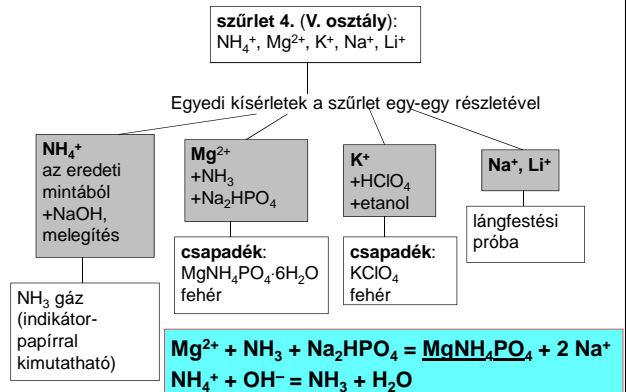 szűrlet 4. (V. osztály):
NH₄⁺, Mg²⁺, K⁺, Na⁺, Li⁺
Egyedi kísérletek a szűrlet egy-egy részletével
NH₄⁺
az eredeti
mintából
+NaOH,
melegítés
NH₃ gáz
(indikátor-
papírral
kimutatható)
Mg²⁺
+NH₃
+Na₂HPO₄
csapadék:
MgNH₄PO₄·6H₂O
fehér
K⁺
+HClO₄
+etanol
csapadék:
KClO₄
fehér
Na⁺, Li⁺
lángfestési
próba
Mg²⁺ + NH₃ + Na₂HPO₄ = MgNH₄PO₄ + 2 Na⁺
NH₄⁺ + OH⁻ = NH₃ + H₂O